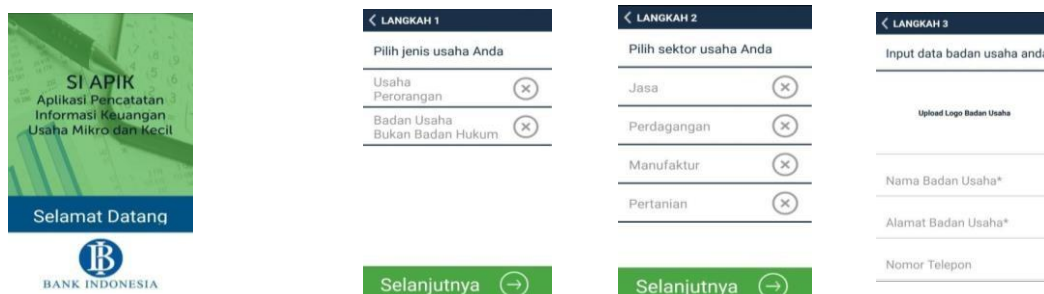 SI APIK
Aplikasi Pencatatan
Informasi Keuangan
Usaha Mikro dan Kecil
Selamat Datang
BANK INDONESIA
LANGKAH 1
Pilih jenis usaha Anda
Usaha
Perorangan
Badan Usaha
Bukan Badan Hukum
Selanjutnya
LANGKAH 2
Pilih sektor usaha Anda
Jasa
Perdagangan
Manufaktur
Pertanian
Selanjutnya
LANGKAH 3
Input data badan usaha anda
Upload Logo Badan Usaha
Nama Badan Usaha*
Alamat Badan Usaha*
Nomor Telepon